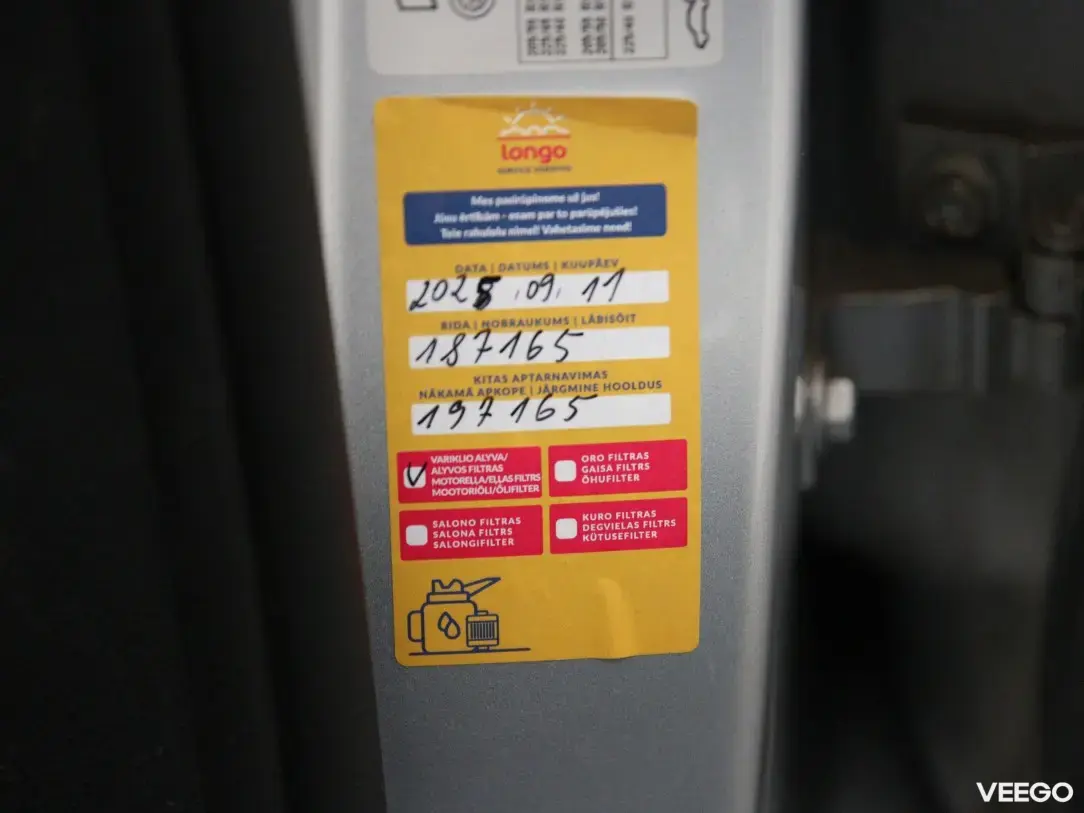 longo
Mes pasirūpinsime už jus!
Jūsu ērtībām - esam par to parūpējušies!
Teie rahulolu nimel! Vahetasime need!
DATA | DATUMS | KUUPÄEV
2025.09.11
RIDA | NOBRAUKUMS | LÄBISÕIT
187165
KITAS APTARNAVIMAS
NĀKAMĀ APKOPE | JÄRGMINE HOOLDUS
197165
VARIKLIO ALYVA/
ALYVOS FILTRAS
MOTOREĻĻA/EĻĻAS FILTRS
MOOTORIÕLI/ÕLIFILTER
ORO FILTRAS
GAISA FILTRS
ÕHUFILTER
SALONO FILTRAS
SALONA FILTRS
SALONGIFILTER
KURO FILTRAS
DEGVIELAS FILTRS
KÜTUSEFILTER
VEEGO